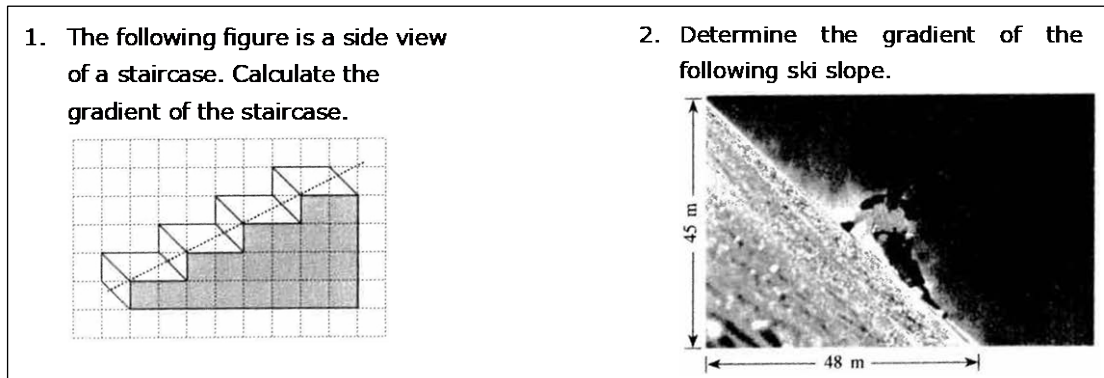 1. The following figure is a side view
of a staircase. Calculate the
gradient of the staircase.
2. Determine the gradient of the
following ski slope.
45 m
48 m